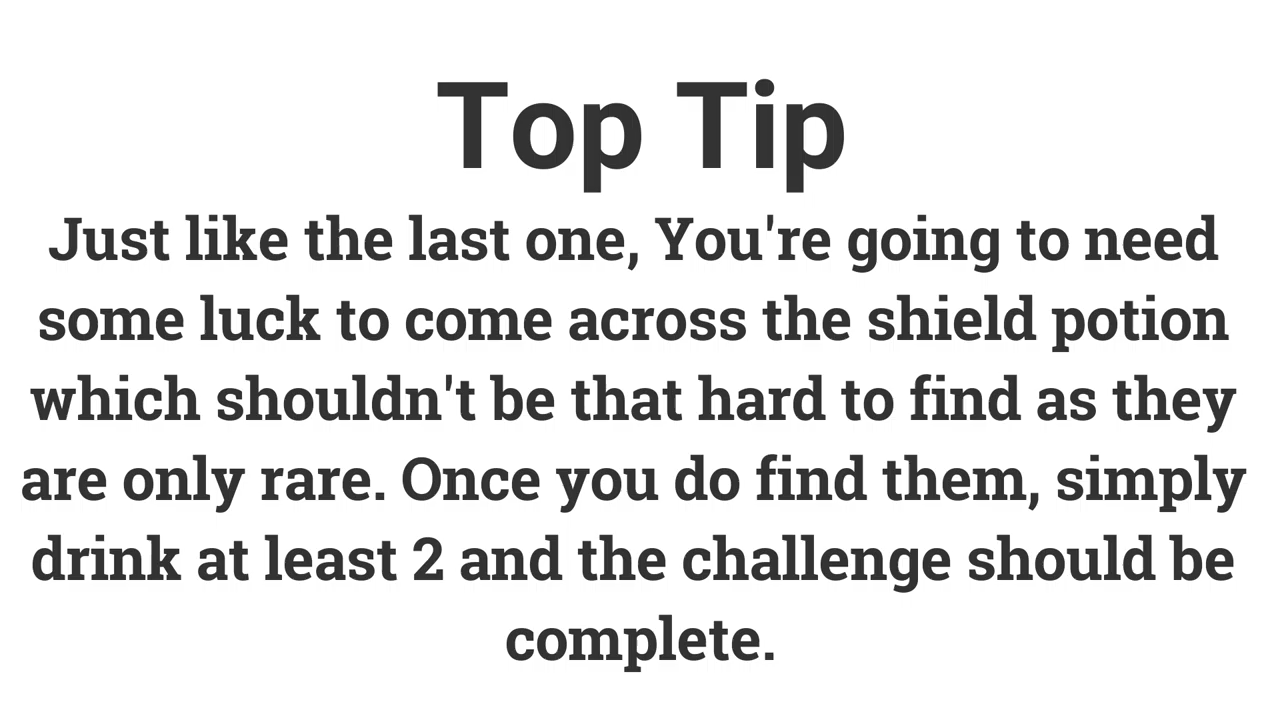 Top Tip
Just like the last one, You're going to need
some luck to come across the shield potion
which shouldn't be that hard to find as they
are only rare. Once you do find them, simply
drink at least 2 and the challenge should be
complete.